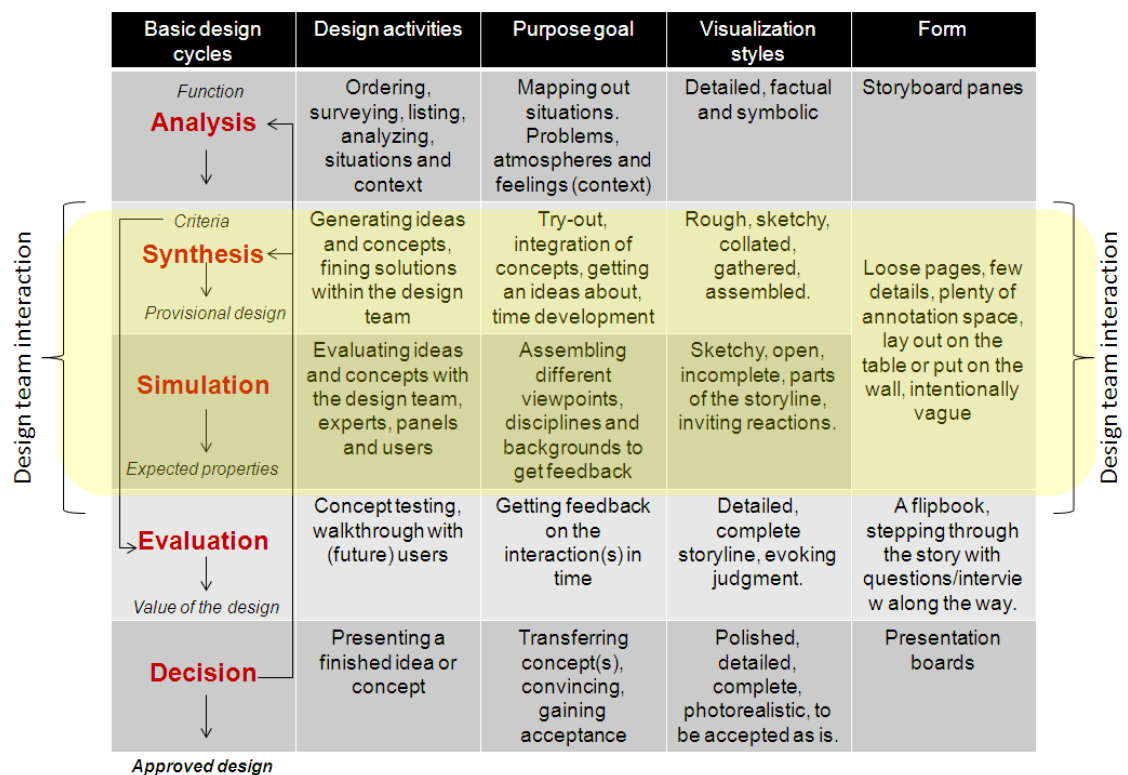 Basic design
cycles
Design activities
Purpose goal
Visualization
styles
Form
Function
Analysis
Ordering,
surveying, listing,
analyzing,
situations and
context
Mapping out
situations.
Problems,
atmospheres and
feelings (context)
Detailed, factual
and symbolic
Storyboard panes
Design team interaction
Criteria
Synthesis
Provisional design
Generating ideas
and concepts,
fining solutions
within the design
team
Try-out,
integration of
concepts, getting
an ideas about,
time development
Rough, sketchy,
collated,
gathered,
assembled.
Loose pages, few
details, plenty of
annotation space,
lay out on the
table or put on the
wall, intentionally
vague
Design team interaction
Simulation
Expected properties
Evaluating ideas
and concepts with
the design team,
experts, panels
and users
Assembling
different
viewpoints,
disciplines and
backgrounds to
get feedback
Sketchy, open,
incomplete, parts
of the storyline,
inviting reactions.
Evaluation
Value of the design
Concept testing,
walkthrough with
(future) users
Getting feedback
on the
interaction(s) in
time
Detailed,
complete
storyline, evoking
judgment.
A flipbook,
stepping through
the story with
questions/intervie
w along the way.
Decision
Presenting a
finished idea or
concept
Transferring
concept(s),
convincing,
gaining
acceptance
Polished,
detailed,
complete,
photorealistic, to
be accepted as is.
Presentation
boards
Approved design